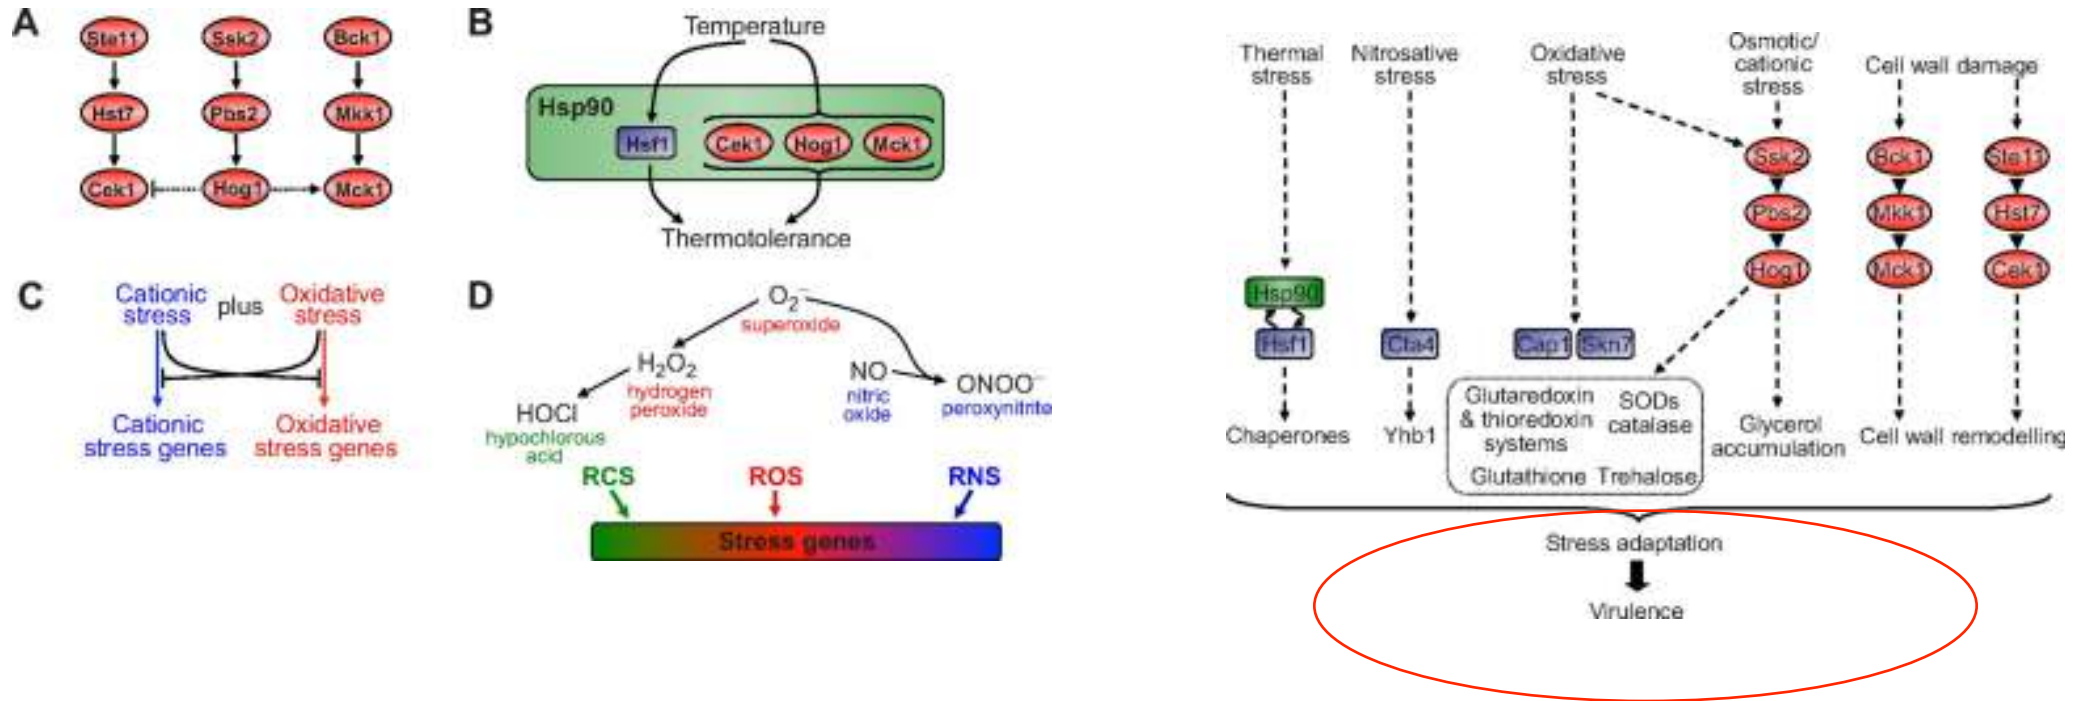 A
Ste11
Ssk2
Bck1
Hst7
Pbs2
Mkk1
Cek1
Hog1
Mck1
B
Temperature
Hsp90
Hsf1
Cek1
Hog1
Mck1
Thermotolerance
C
Cationic
stress
plus
Oxidative
stress
Cationic
stress genes
Oxidative
stress genes
D
O2−
superoxide
H2O2
hydrogen
peroxide
NO
nitric
oxide
ONOO−
peroxynitrite
HOCl
hypochlorous
acid
RCS
ROS
RNS
Stress genes
Thermal
stress
Nitrosative
stress
Oxidative
stress
Osmotic/
cationic
stress
Cell wall damage
Ssk2
Bck1
Ste11
Pbs2
Mkk1
Hst7
Hog1
Mck1
Cek1
Hsp90
Hsf1
Cta4
Cap1
Skn7
Chaperones
Yhb1
Glutaredoxin
& thioredoxin
systems
SODs
catalase
Glutathione
Trehalose
Glycerol
accumulation
Cell wall remodelling
Stress adaptation
Virulence